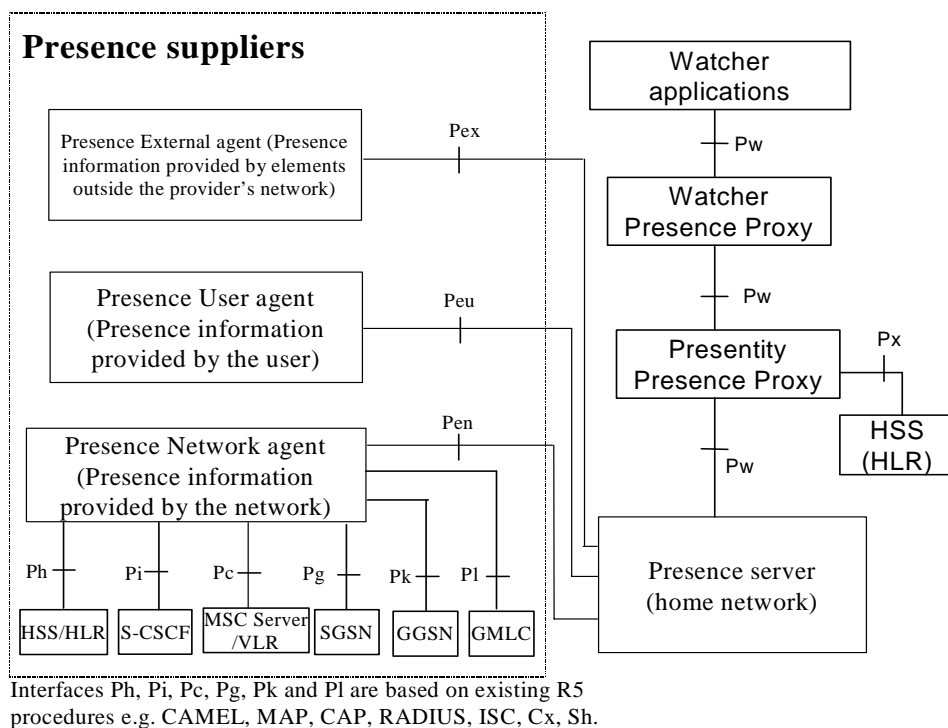 Presence suppliers
Presence External agent (Presence
information provided by elements
outside the provider's network)
Pex
Presence User agent
(Presence information
provided by the user)
Peu
Presence Network agent
(Presence information
provided by the network)
Pen
Ph
Pi
Pc
Pg
Pk
Pl
HSS/HLR
S-CSCF
MSC Server
/VLR
SGSN
GGSN
GMLC
Watcher
applications
Pw
Watcher
Presence Proxy
Pw
Presentity
Presence Proxy
Px
HSS
(HLR)
Pw
Presence server
(home network)
Interfaces Ph, Pi, Pc, Pg, Pk and Pl are based on existing R5
procedures e.g. CAMEL, MAP, CAP, RADIUS, ISC, Cx, Sh.